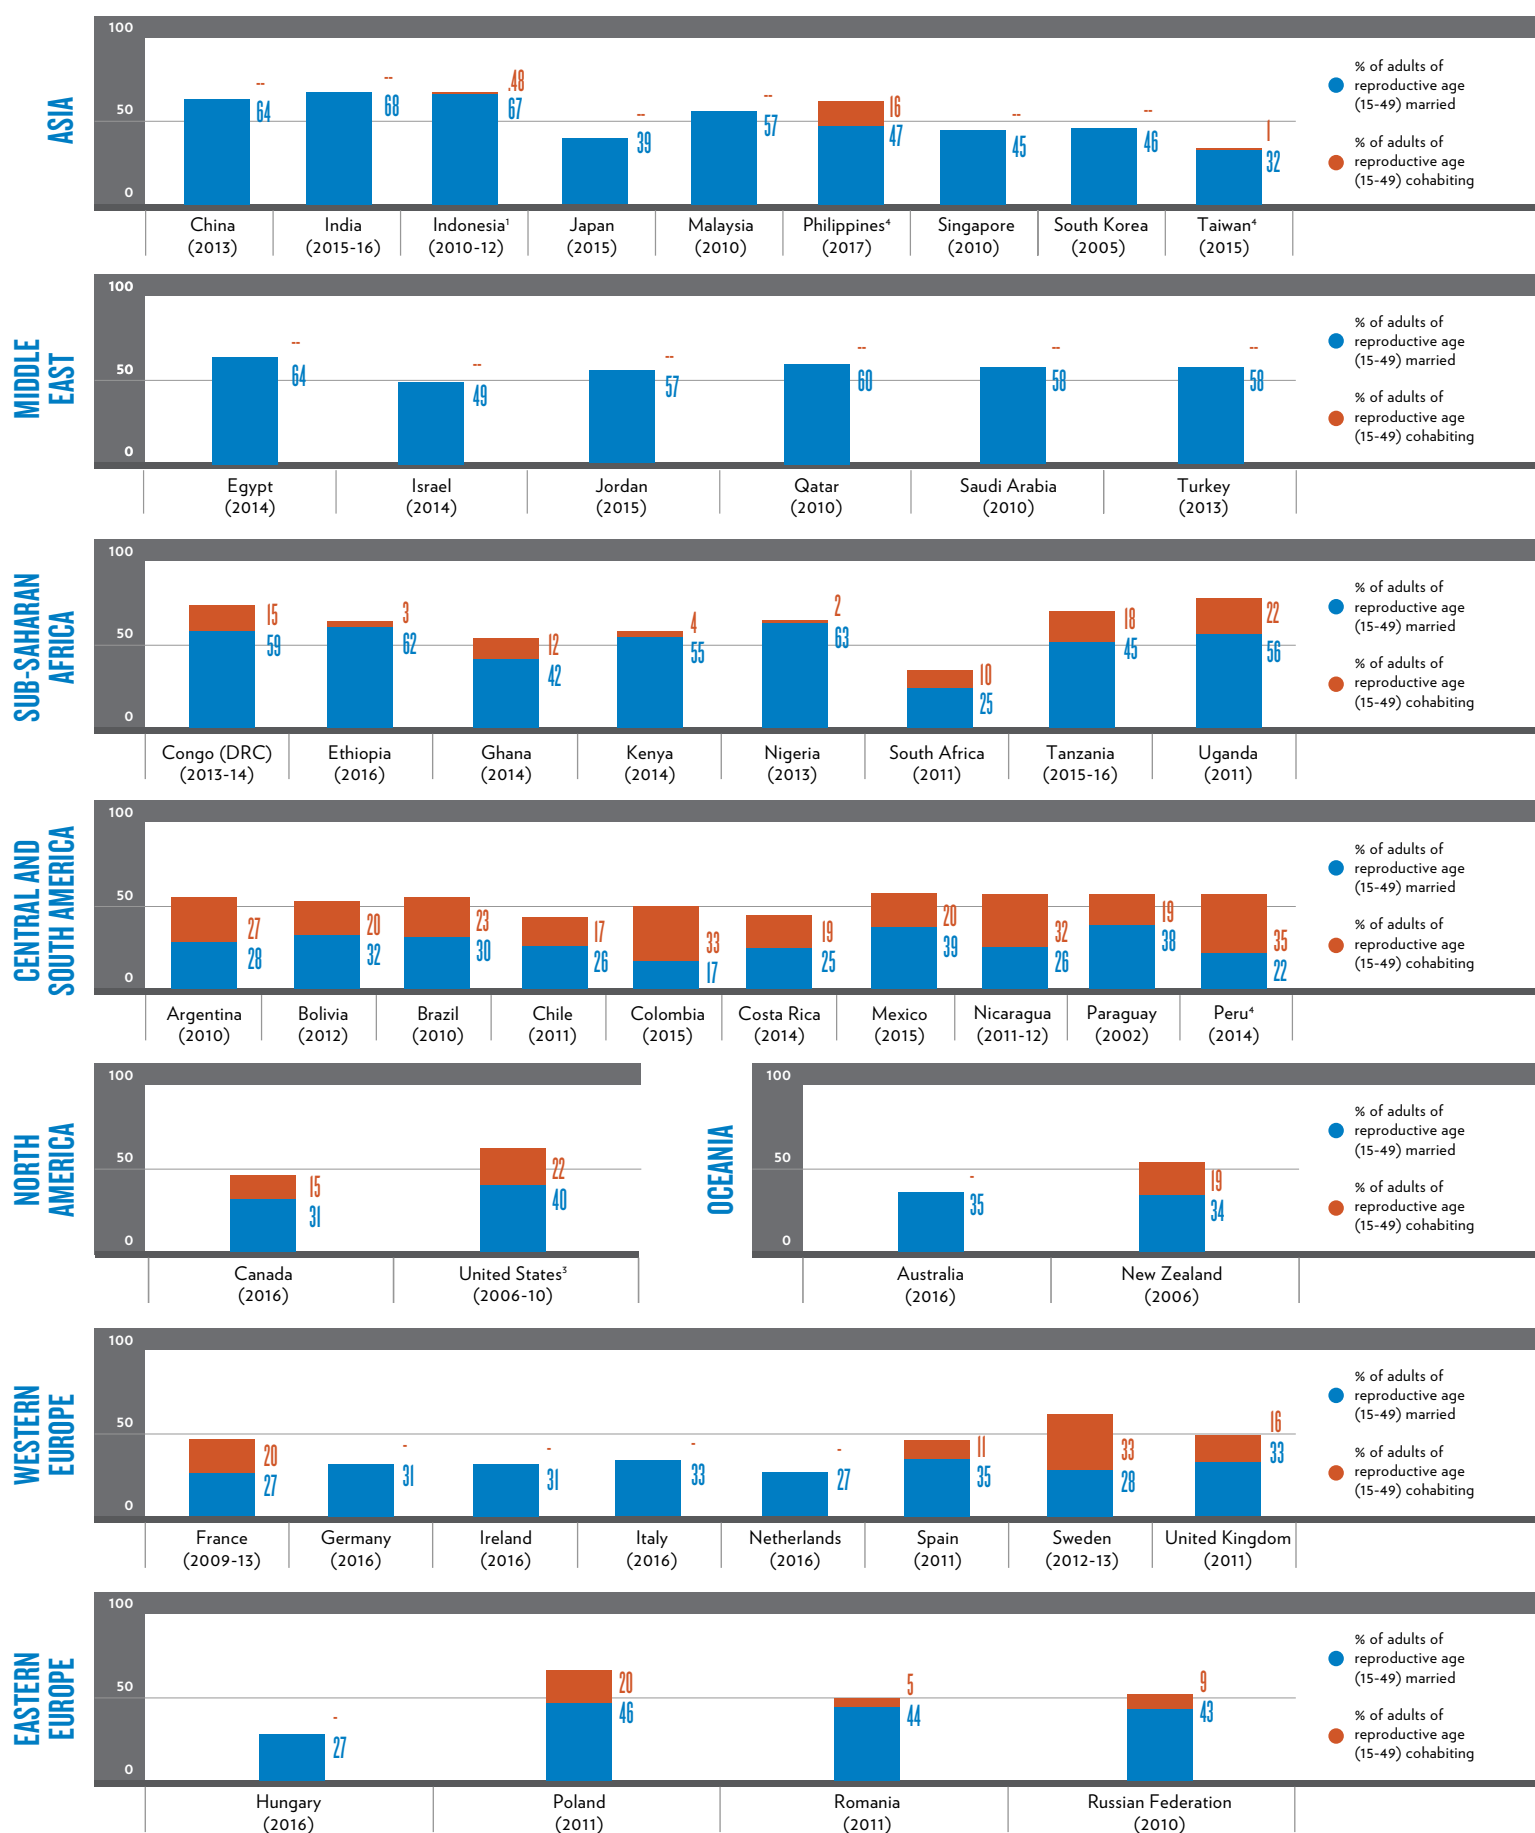 ASIA
100
50
0
--
64
--
68
.48
67
--
39
--
57
16
47
--
45
--
46
1
32
China
(2013)
India
(2015-16)
Indonesia¹
(2010-12)
Japan
(2015)
Malaysia
(2010)
Philippines⁴
(2017)
Singapore
(2010)
South Korea
(2005)
Taiwan⁴
(2015)
% of adults of
reproductive age
(15-49) married
% of adults of
reproductive age
(15-49) cohabiting
MIDDLE
EAST
100
50
0
--
64
--
49
--
57
--
60
--
58
--
58
Egypt
(2014)
Israel
(2014)
Jordan
(2015)
Qatar
(2010)
Saudi Arabia
(2010)
Turkey
(2013)
% of adults of
reproductive age
(15-49) married
% of adults of
reproductive age
(15-49) cohabiting
SUB-SAHARAN
AFRICA
100
50
0
15
59
3
62
12
42
4
55
2
63
10
25
18
45
22
56
Congo (DRC)
(2013-14)
Ethiopia
(2016)
Ghana
(2014)
Kenya
(2014)
Nigeria
(2013)
South Africa
(2011)
Tanzania
(2015-16)
Uganda
(2011)
% of adults of
reproductive age
(15-49) married
% of adults of
reproductive age
(15-49) cohabiting
CENTRAL AND
SOUTH AMERICA
100
50
0
27
28
20
32
23
30
17
26
33
17
19
25
20
39
32
26
19
38
35
22
Argentina
(2010)
Bolivia
(2012)
Brazil
(2010)
Chile
(2011)
Colombia
(2015)
Costa Rica
(2014)
Mexico
(2015)
Nicaragua
(2011-12)
Paraguay
(2002)
Peru⁴
(2014)
% of adults of
reproductive age
(15-49) married
% of adults of
reproductive age
(15-49) cohabiting
NORTH
AMERICA
100
50
0
15
31
22
40
Canada
(2016)
United States³
(2006-10)
OCEANIA
100
50
0
-
35
19
34
Australia
(2016)
New Zealand
(2006)
% of adults of
reproductive age
(15-49) married
% of adults of
reproductive age
(15-49) cohabiting
WESTERN
EUROPE
100
50
0
20
27
-
31
-
31
-
33
-
27
11
35
33
28
16
33
France
(2009-13)
Germany
(2016)
Ireland
(2016)
Italy
(2016)
Netherlands
(2016)
Spain
(2011)
Sweden
(2012-13)
United Kingdom
(2011)
% of adults of
reproductive age
(15-49) married
% of adults of
reproductive age
(15-49) cohabiting
EASTERN
EUROPE
100
50
0
-
27
20
46
5
44
9
43
Hungary
(2016)
Poland
(2011)
Romania
(2011)
Russian Federation
(2010)
% of adults of
reproductive age
(15-49) married
% of adults of
reproductive age
(15-49) cohabiting